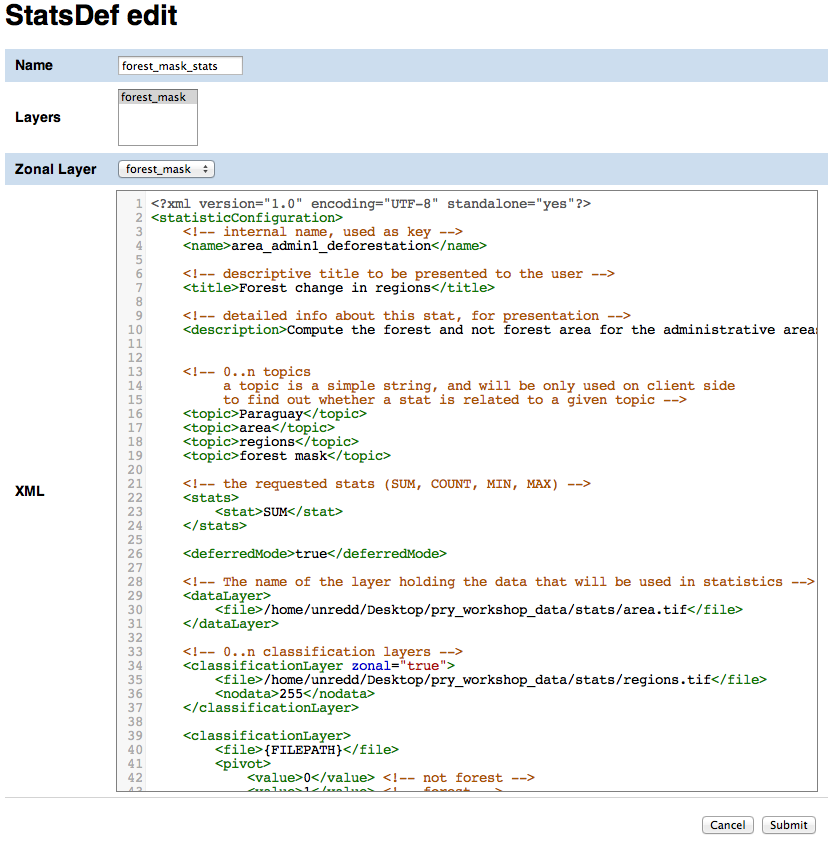 StatsDef edit
Name forest_mask_stats
Layers forest_mask
Zonal Layer forest_mask
XML
1 <?xml version="1.0" encoding="UTF-8" standalone="yes"?>
2 <statisticConfiguration>
3 <!-- internal name, used as key -->
4 <name>area_admin1_deforestation</name>
5
6 <!-- descriptive title to be presented to the user -->
7 <title>Forest change in regions</title>
8
9 <!-- detailed info about this stat, for presentation -->
10 <description>Compute the forest and not forest area for the administrative areas
11
12
13 <!-- 0..n topics
14 a topic is a simple string, and will be only used on client side
15 to find out whether a stat is related to a given topic -->
16 <topic>Paraguay</topic>
17 <topic>area</topic>
18 <topic>regions</topic>
19 <topic>forest mask</topic>
20
21 <!-- the requested stats (SUM, COUNT, MIN, MAX) -->
22 <stats>
23 <stat>SUM</stat>
24 </stats>
25
26 <deferredMode>true</deferredMode>
27
28 <!-- The name of the layer holding the data that will be used in statistics -->
29 <dataLayer>
30 <file>/home/unredd/Desktop/pry_workshop_data/stats/area.tif</file>
31 </dataLayer>
32
33 <!-- 0..n classification layers -->
34 <classificationLayer zonal="true">
35 <file>/home/unredd/Desktop/pry_workshop_data/stats/regions.tif</file>
36 <nodata>255</nodata>
37 </classificationLayer>
38
39 <classificationLayer>
40 <file>{FILEPATH}</file>
41 <pivot>
42 <value>0</value> <!-- not forest -->
43 <value>1</value> <!-- forest -->
Cancel Submit